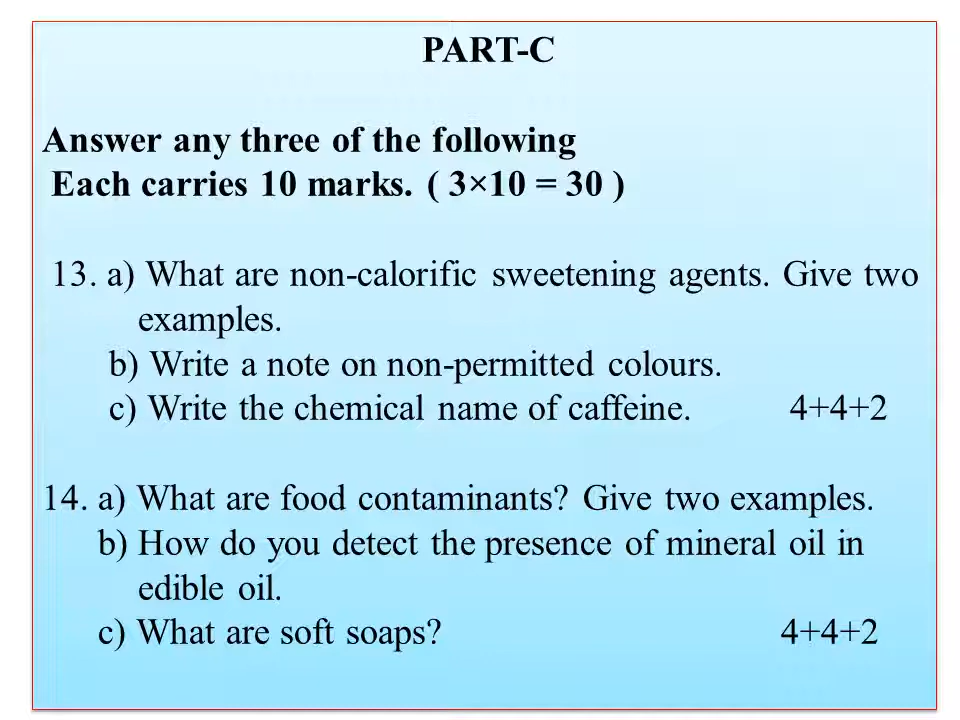 PART-C
Answer any three of the following
Each carries 10 marks. ( 3×10 = 30 )
13. a) What are non-calorific sweetening agents. Give two
examples.
b) Write a note on non-permitted colours.
c) Write the chemical name of caffeine. 4+4+2
14. a) What are food contaminants? Give two examples.
b) How do you detect the presence of mineral oil in
edible oil.
c) What are soft soaps? 4+4+2